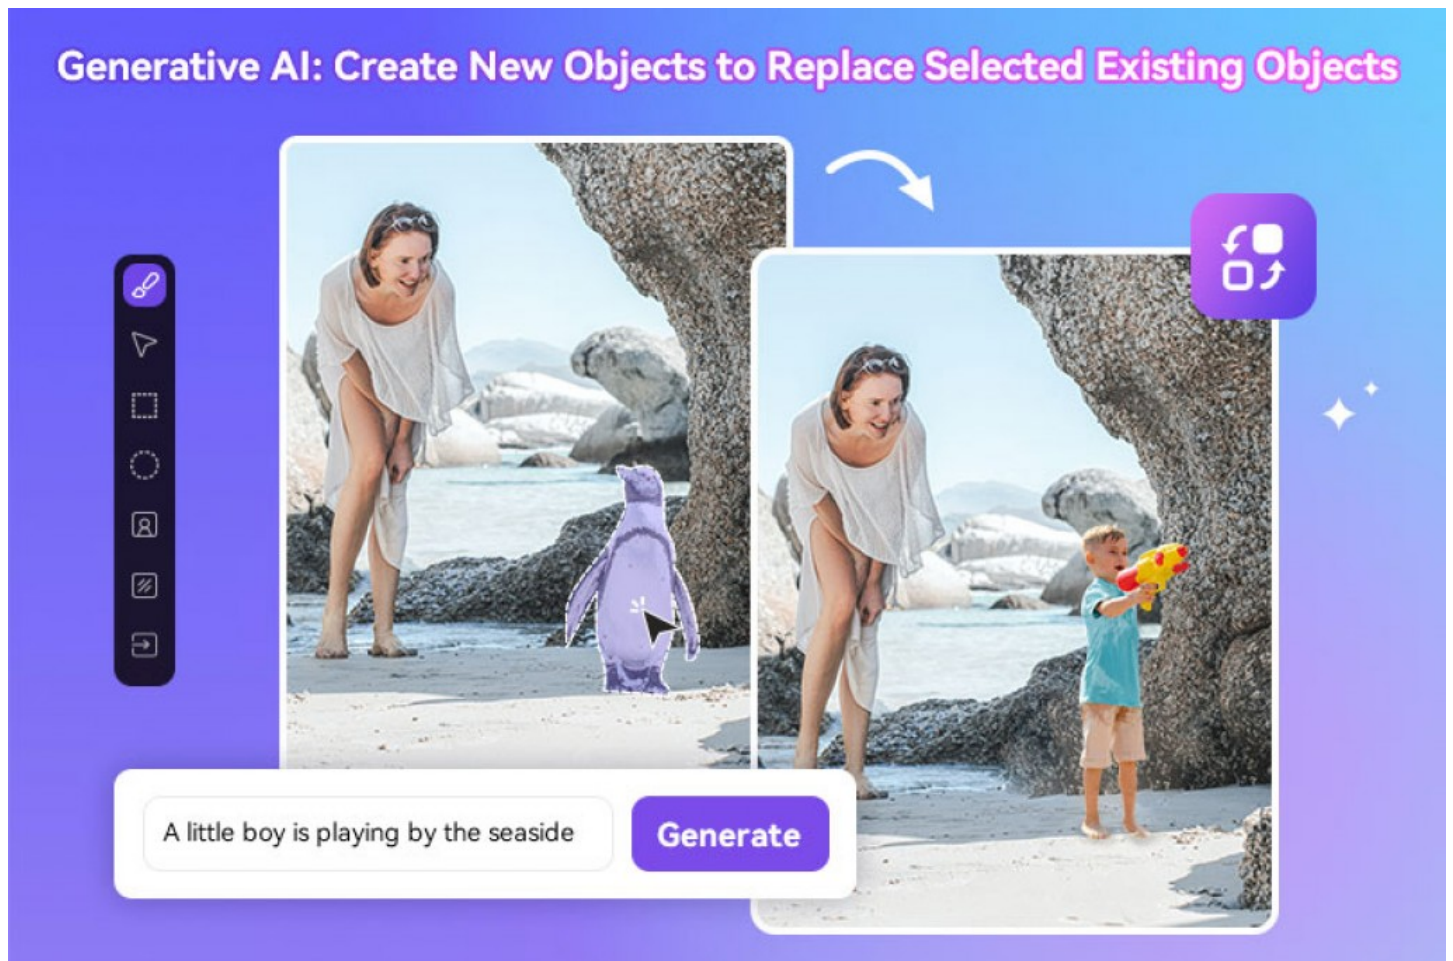 Generative AI: Create New Objects to Replace Selected Existing Objects
A little boy is playing by the seaside
Generate